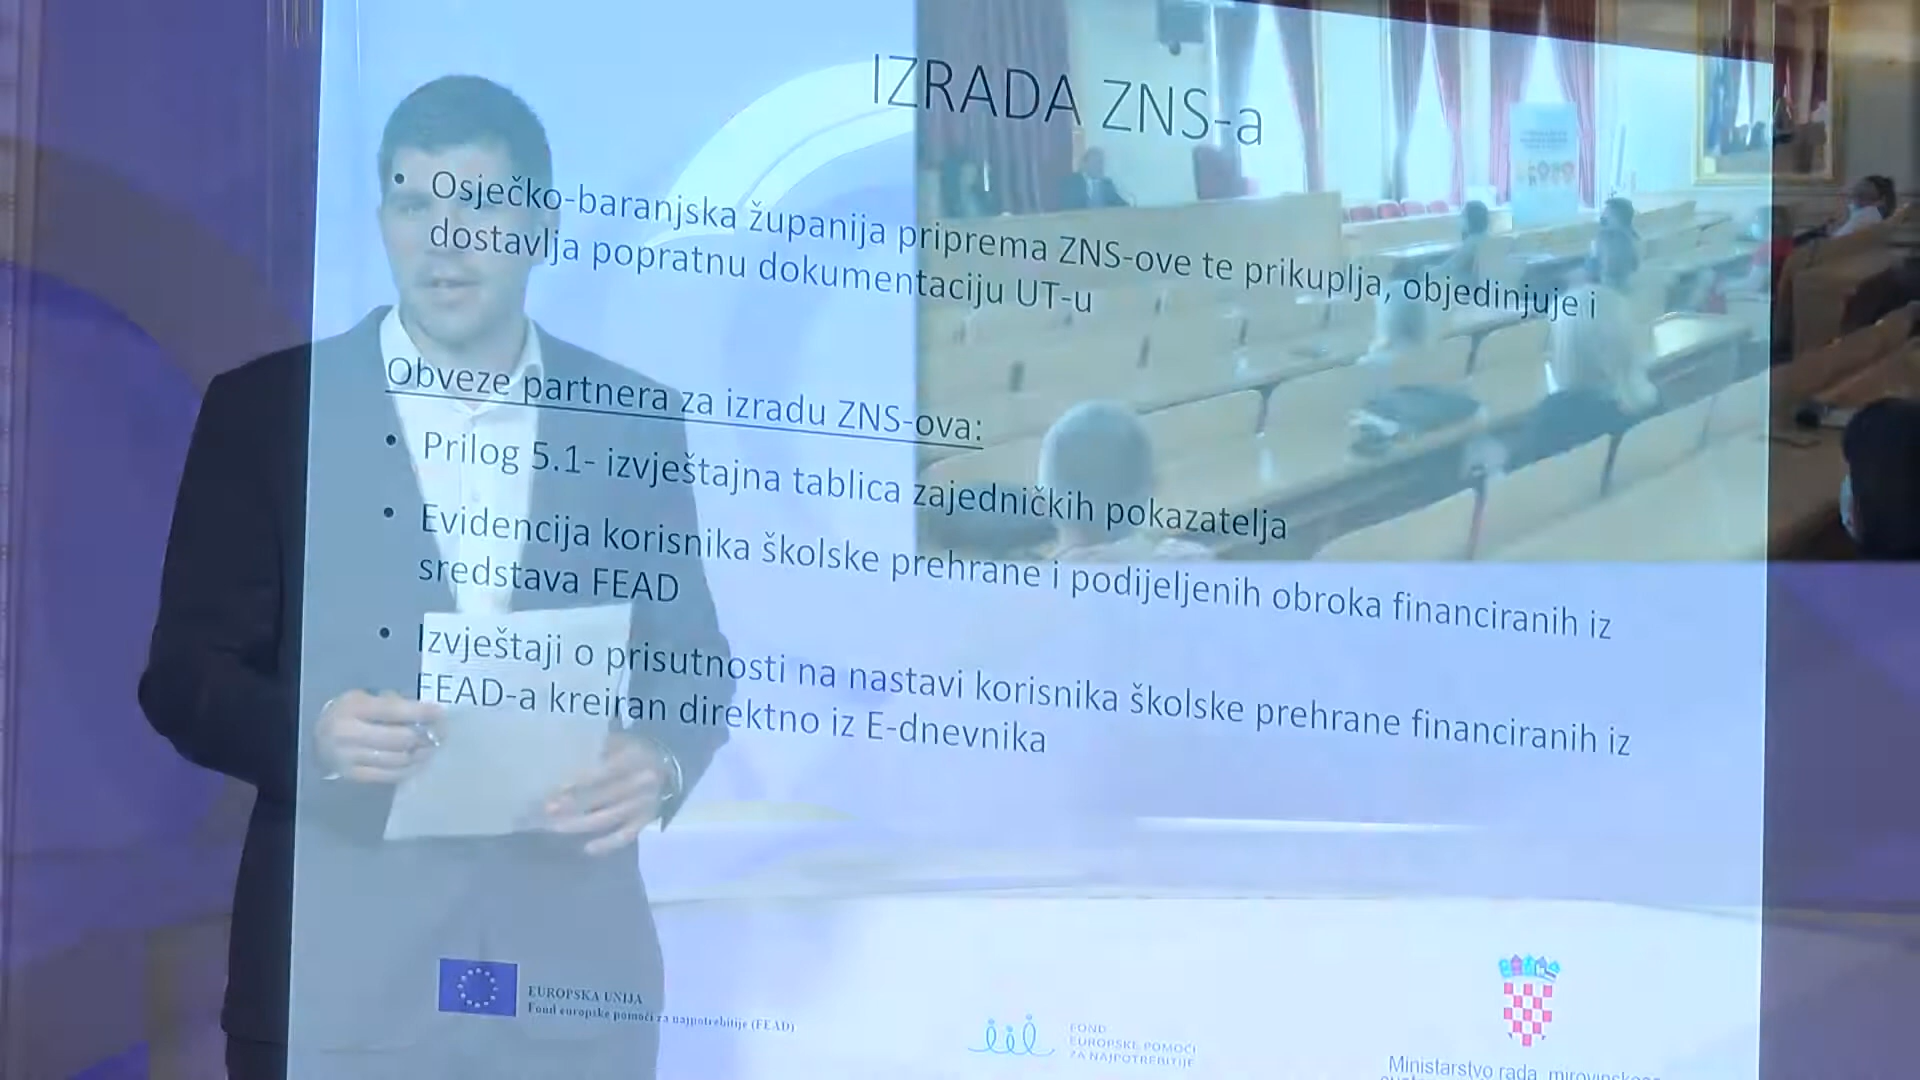 IZRADA ZNS-a
• Osječko-baranjska županija priprema ZNS-ove te prikuplja, objedinjuje i
dostavlja popratnu dokumentaciju UT-u
Obveze partnera za izradu ZNS-ova:
• Prilog 5.1- izvještajna tablica zajedničkih pokazatelja
• Evidencija korisnika školske prehrane i podijeljenih obroka financiranih iz
sredstava FEAD
• Izvještaji o prisutnosti na nastavi korisnika školske prehrane financiranih iz
FEAD-a kreiran direktno iz E-dnevnika
EUROPSKA UNIJA
Fond europske pomoći za najpotrebitije (FEAD)
FOND
EUROPSKE POMOĆI
ZA NAJPOTREBITIJE
Ministarstvo rada, mirovinskoga